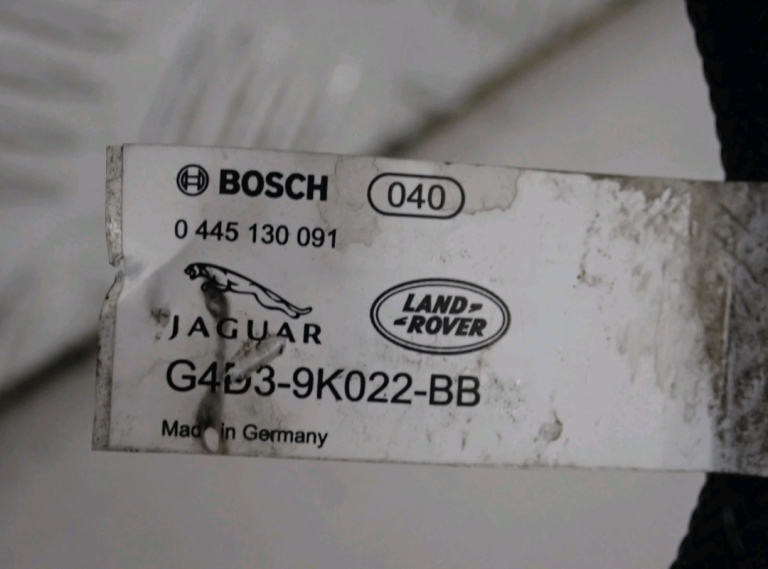 BOSCH 040
0 445 130 091
JAGUAR
LAND ROVER
G4D3-9K022-BB
Made in Germany